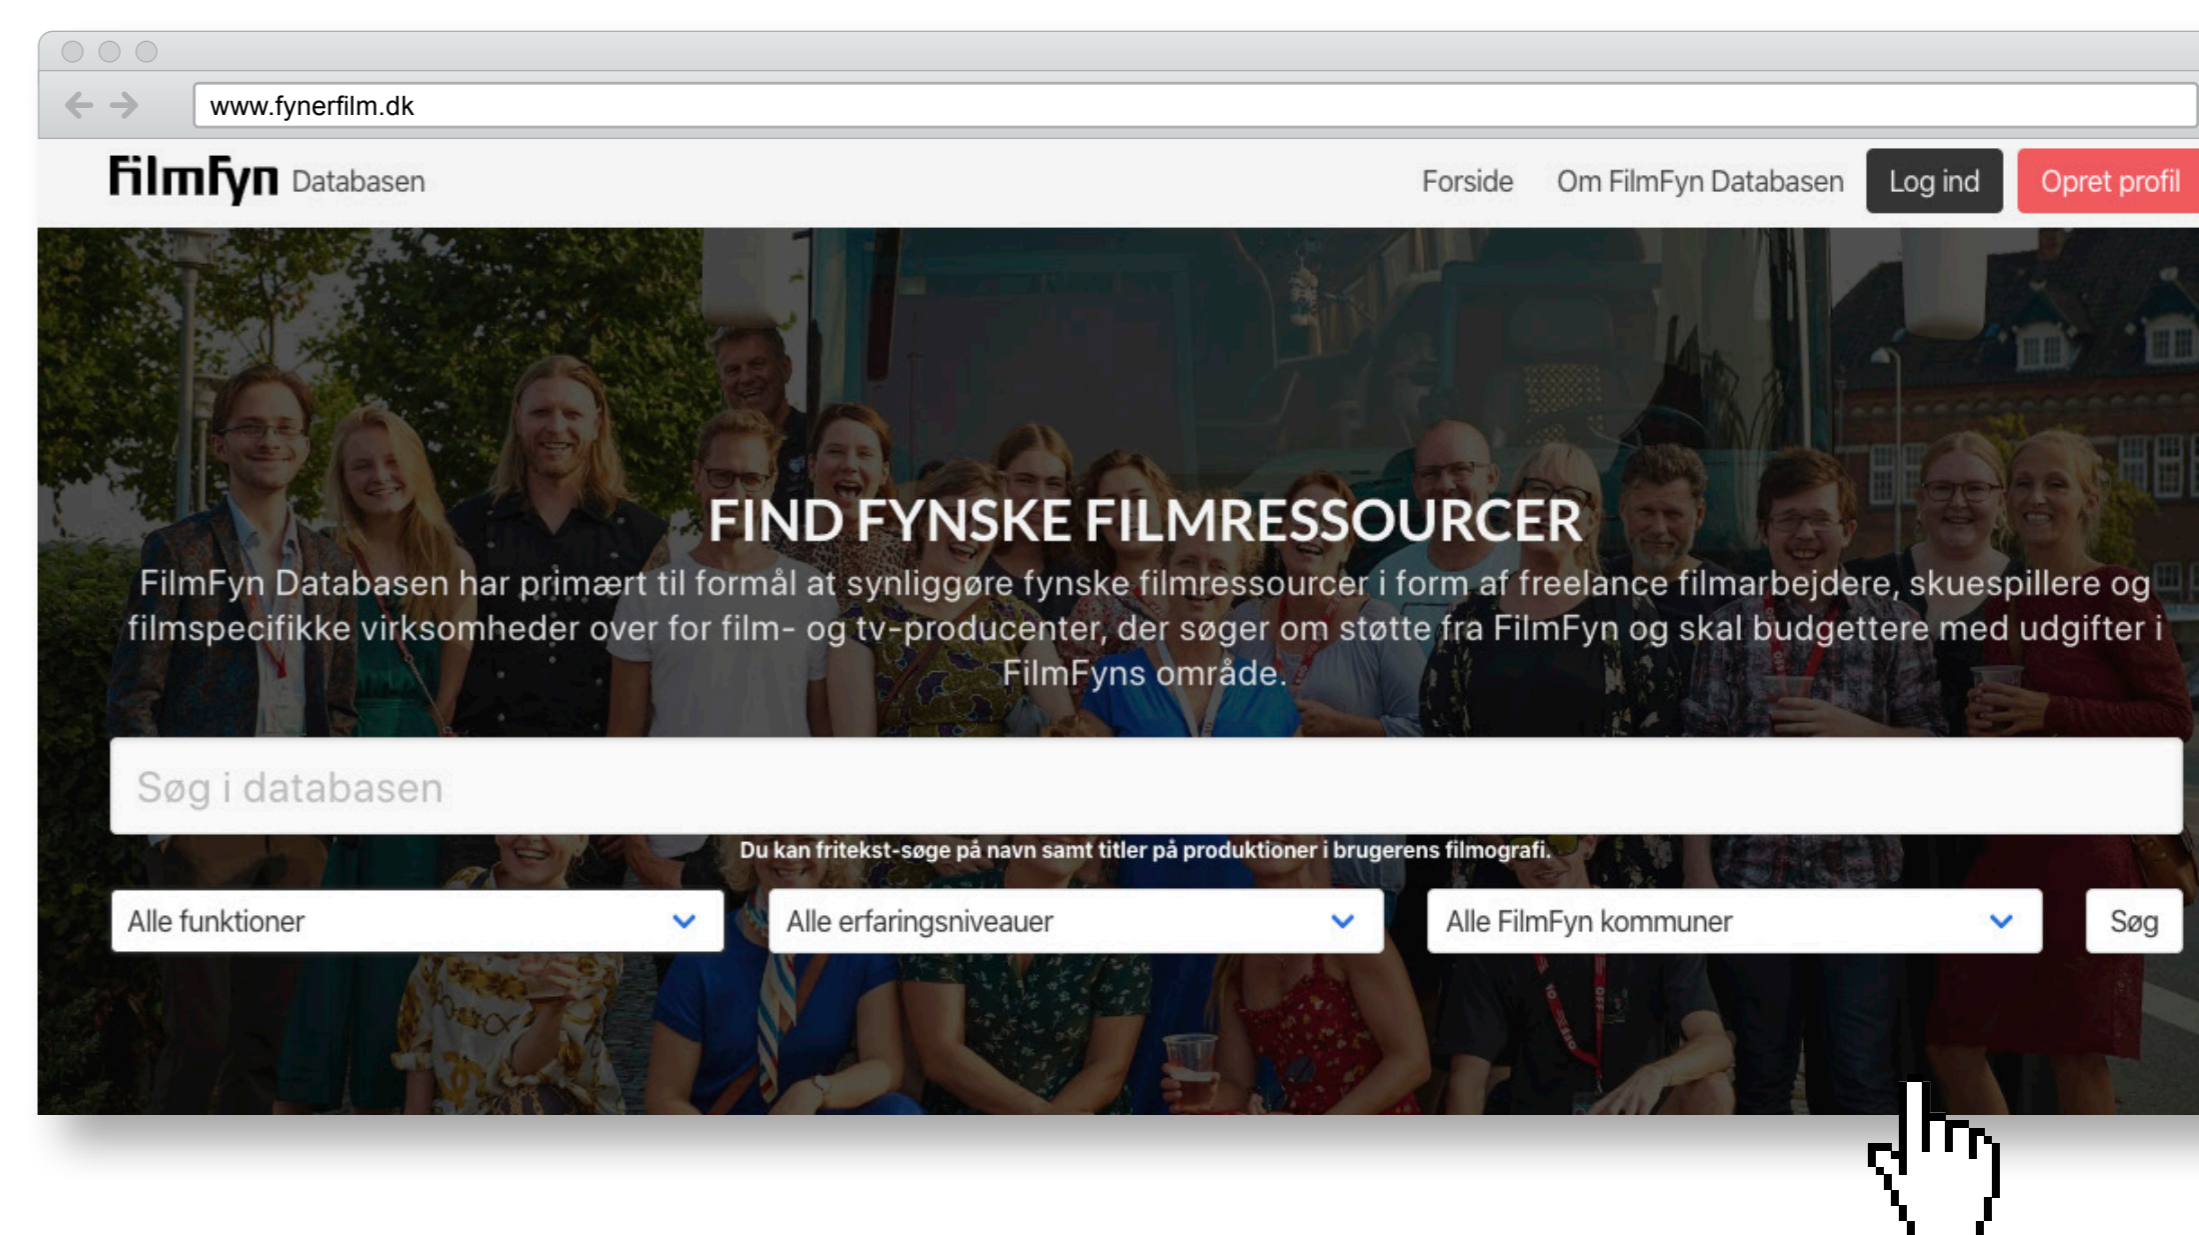 www.fynerfilm.dk
FilmFyn Databasen
Forside Om FilmFyn Databasen Log ind Opret profil
FIND FYNSKE FILMRESSOURCER
FilmFyn Databasen har primært til formål at synliggøre fynske filmressourcer i form af freelance filmarbejdere, skuespillere og
filmspecifikke virksomheder over for film- og tv-producenter, der søger om støtte fra FilmFyn og skal budgettere med udgifter i
FilmFyns område.
Søg i databasen
Du kan fritekst-søge på navn samt titler på produktioner i brugerens filmografi.
Alle funktioner Alle erfaringsniveauer Alle FilmFyn kommuner Søg